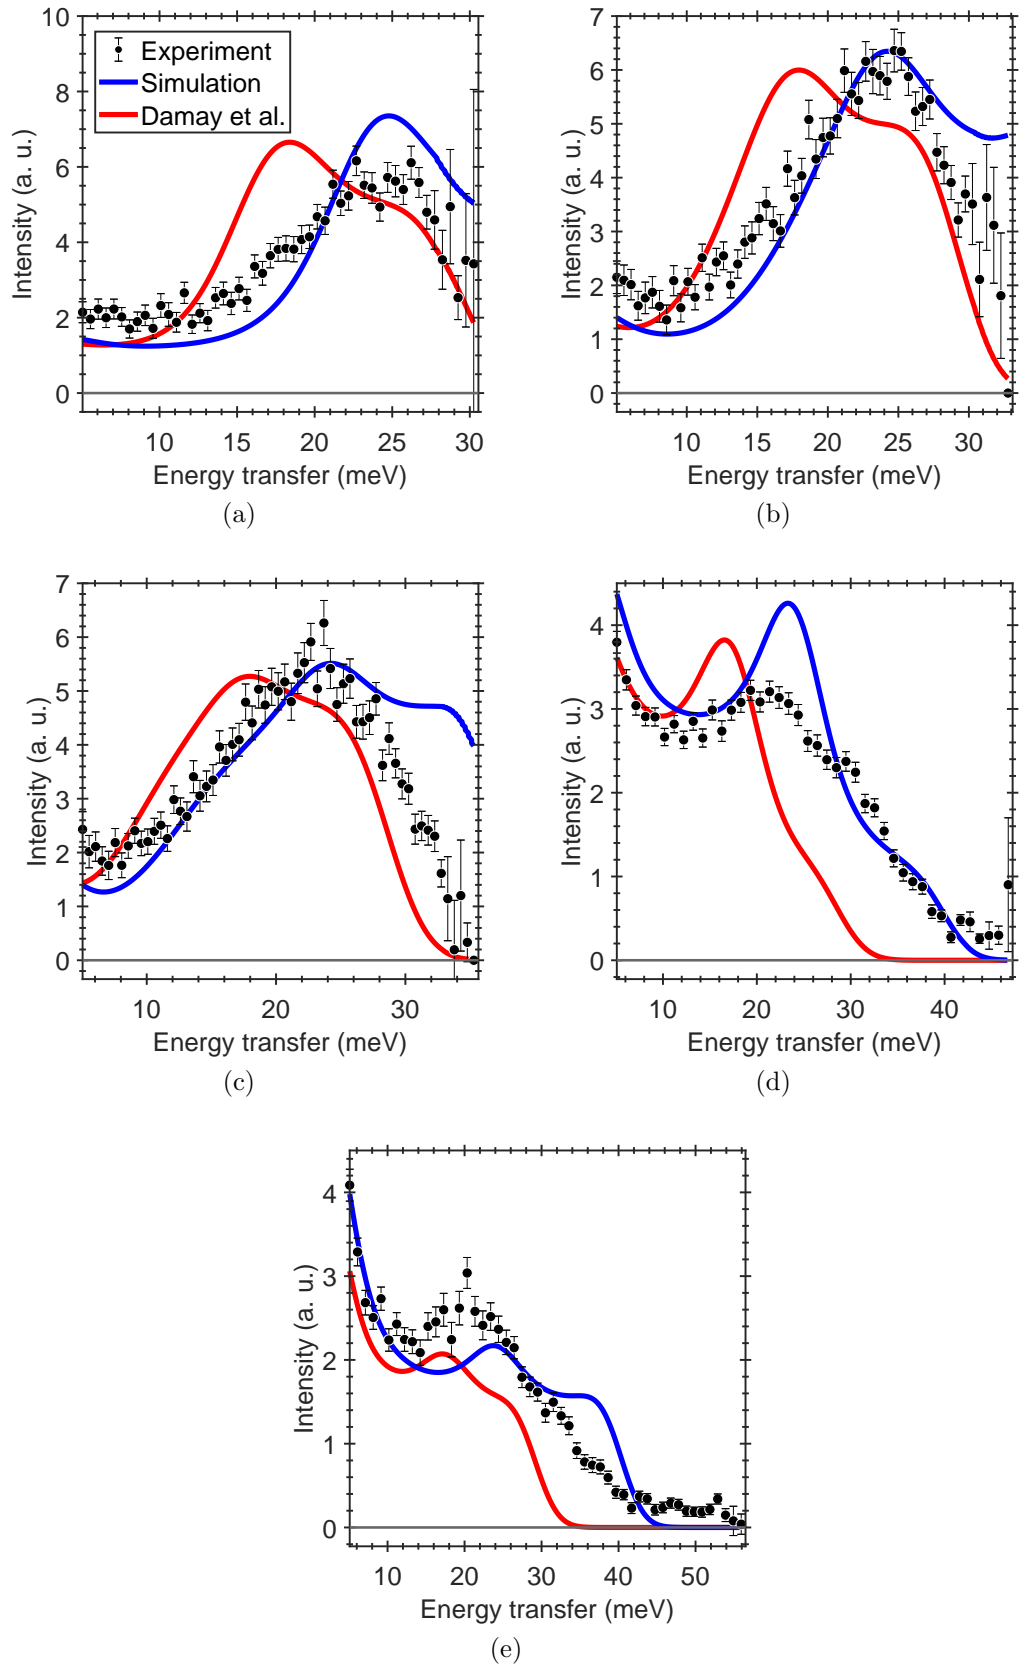 10
8
6
4
2
0
Intensity (a. u.)
Experiment
Simulation
Damay et al.
10 15 20 25 30
Energy transfer (meV)
(a)
7
6
5
4
3
2
1
0
Intensity (a. u.)
10 15 20 25 30
Energy transfer (meV)
(b)
7
6
5
4
3
2
1
0
Intensity (a. u.)
10 20 30
Energy transfer (meV)
(c)
4
3
2
1
0
Intensity (a. u.)
10 20 30 40
Energy transfer (meV)
(d)
4
3
2
1
0
Intensity (a. u.)
10 20 30 40 50
Energy transfer (meV)
(e)